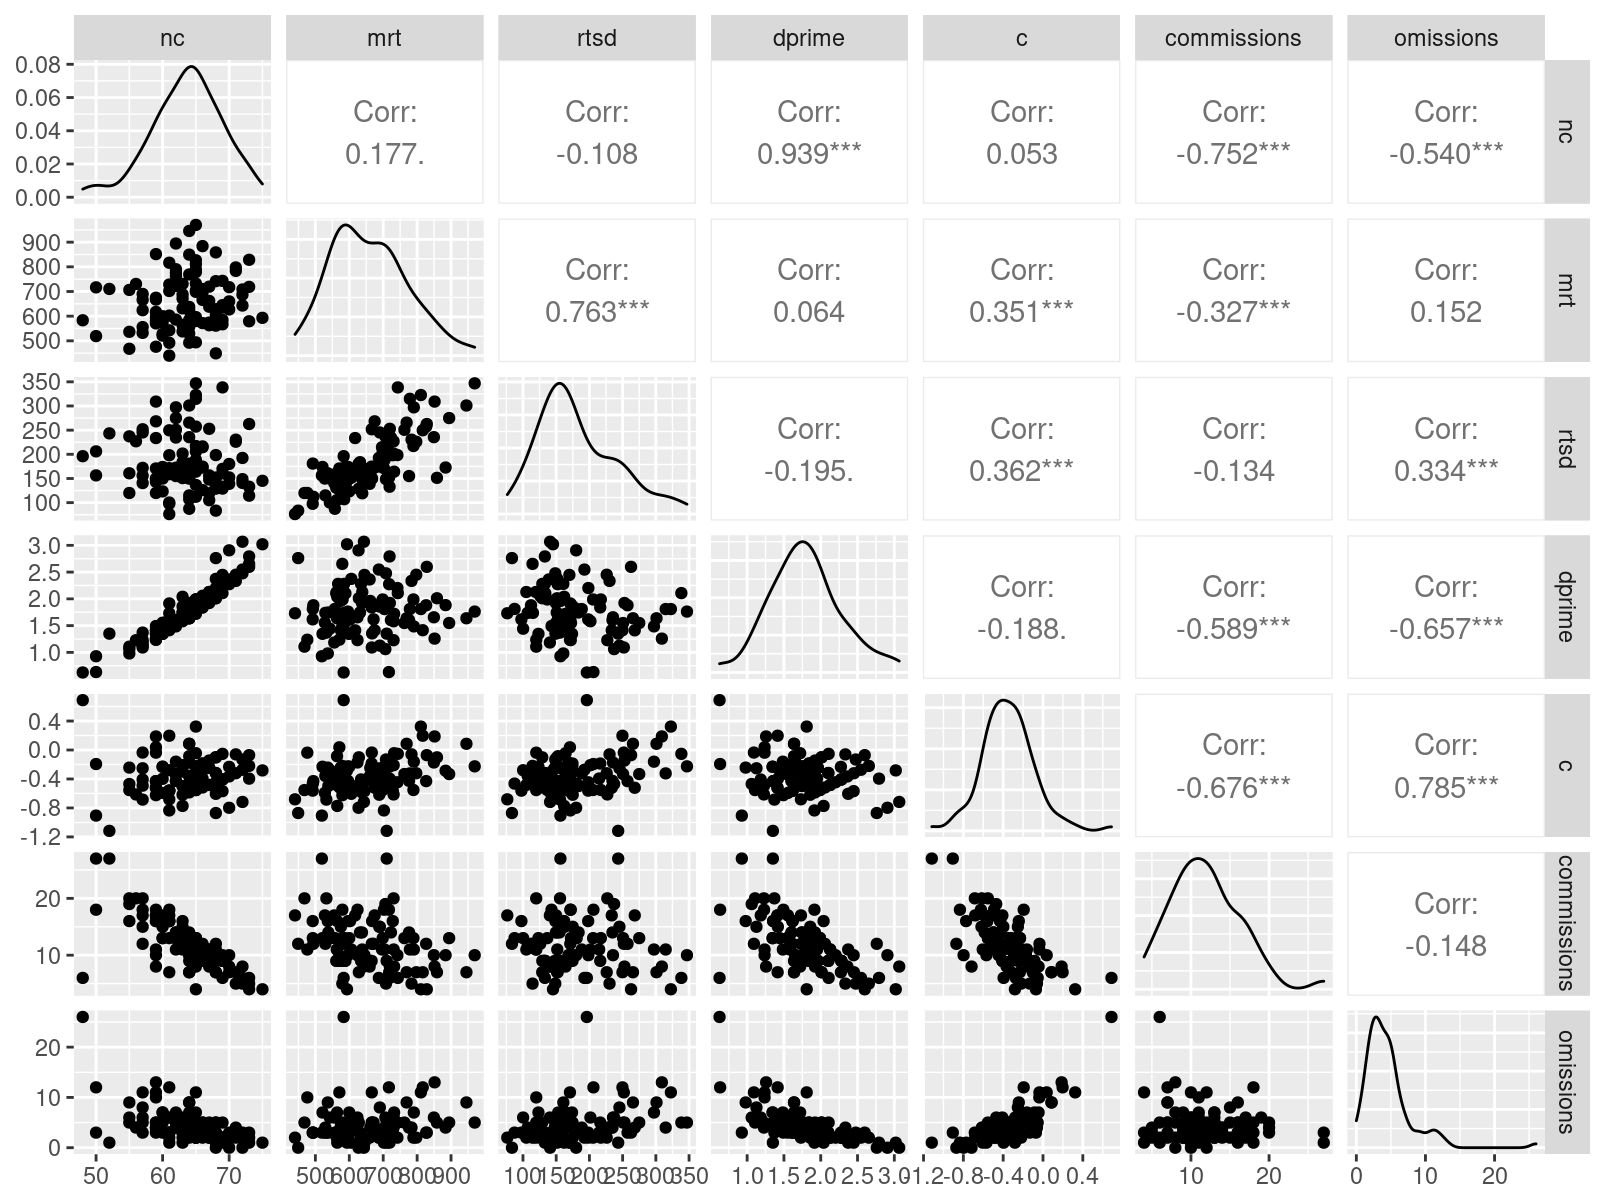 nc mrt rtsd dprime c commissions omissions
0.08
0.06
0.04
0.02
0.00
Corr:
0.177.
Corr:
-0.108
Corr:
0.939***
Corr:
0.053
Corr:
-0.752***
Corr:
-0.540***
nc
900
800
700
600
500
Corr:
0.763***
Corr:
0.064
Corr:
0.351***
Corr:
-0.327***
Corr:
0.152
mrt
350
300
250
200
150
100
Corr:
-0.195.
Corr:
0.362***
Corr:
-0.134
Corr:
0.334***
rtsd
3.0
2.5
2.0
1.5
1.0
Corr:
-0.188.
Corr:
-0.589***
Corr:
-0.657***
dprime
0.4
0.0
-0.4
-0.8
-1.2
Corr:
-0.676***
Corr:
0.785***
c
20
10
Corr:
-0.148
commissions
20
10
0
omissions
50 60 70
500 600 700 800 900
100 150 200 250 300 350
1.0 1.5 2.0 2.5 3.0
-1.2 -0.8 -0.4 0.0 0.4
10 20
0 10 20